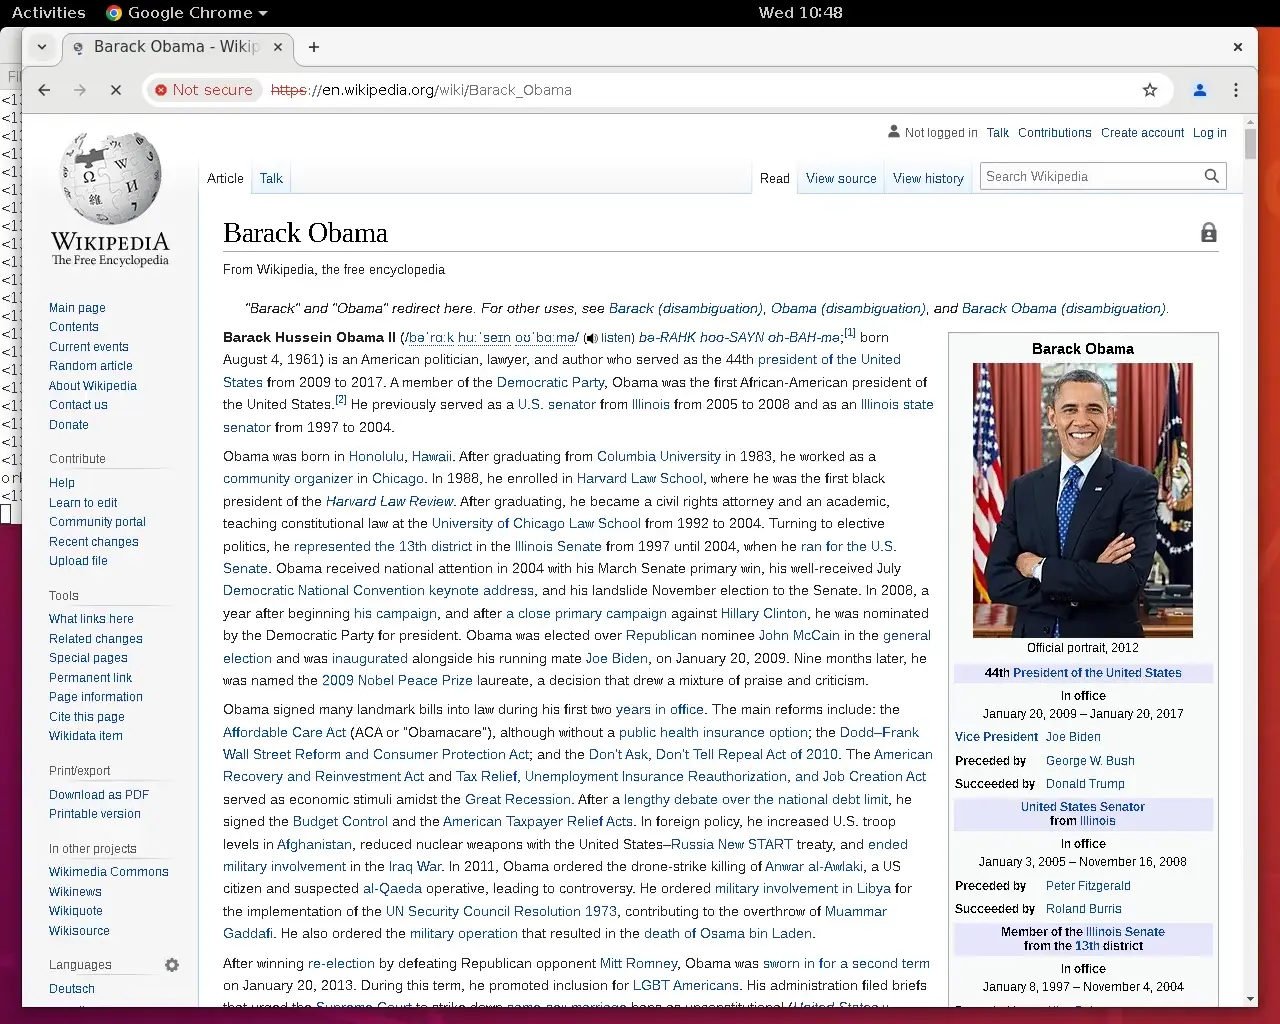 Activities
Google Chrome
Wed 10:48
Barack Obama - Wikip
Not secure
https://en.wikipedia.org/wiki/Barack_Obama
Not logged in Talk Contributions Create account Log in
Article Talk
Read View source View history
Search Wikipedia
WIKIPEDIA
The Free Encyclopedia
Main page
Contents
Current events
Random article
About Wikipedia
Contact us
Donate
Contribute
Help
Learn to edit
Community portal
Recent changes
Upload file
Tools
What links here
Related changes
Special pages
Permanent link
Page information
Cite this page
Wikidata item
Print/export
Download as PDF
Printable version
In other projects
Wikimedia Commons
Wikinews
Wikiquote
Wikisource
Languages
Deutsch
Barack Obama
From Wikipedia, the free encyclopedia
"Barack" and "Obama" redirect here. For other uses, see Barack (disambiguation), Obama (disambiguation), and Barack Obama (disambiguation).
Barack Hussein Obama II (/bəˈrɑːk huːˈseɪn oʊˈbɑːmə/ (listen) bə-RAHK hoo-SAYN oh-BAH-mə;[1] born
August 4, 1961) is an American politician, lawyer, and author who served as the 44th president of the United
States from 2009 to 2017. A member of the Democratic Party, Obama was the first African-American president of
the United States.[2] He previously served as a U.S. senator from Illinois from 2005 to 2008 and as an Illinois state
senator from 1997 to 2004.
Obama was born in Honolulu, Hawaii. After graduating from Columbia University in 1983, he worked as a
community organizer in Chicago. In 1988, he enrolled in Harvard Law School, where he was the first black
president of the Harvard Law Review. After graduating, he became a civil rights attorney and an academic,
teaching constitutional law at the University of Chicago Law School from 1992 to 2004. Turning to elective
politics, he represented the 13th district in the Illinois Senate from 1997 until 2004, when he ran for the U.S.
Senate. Obama received national attention in 2004 with his March Senate primary win, his well-received July
Democratic National Convention keynote address, and his landslide November election to the Senate. In 2008, a
year after beginning his campaign, and after a close primary campaign against Hillary Clinton, he was nominated
by the Democratic Party for president. Obama was elected over Republican nominee John McCain in the general
election and was inaugurated alongside his running mate Joe Biden, on January 20, 2009. Nine months later, he
was named the 2009 Nobel Peace Prize laureate, a decision that drew a mixture of praise and criticism.
Obama signed many landmark bills into law during his first two years in office. The main reforms include: the
Affordable Care Act (ACA or "Obamacare"), although without a public health insurance option; the Dodd–Frank
Wall Street Reform and Consumer Protection Act; and the Don't Ask, Don't Tell Repeal Act of 2010. The American
Recovery and Reinvestment Act and Tax Relief, Unemployment Insurance Reauthorization, and Job Creation Act
served as economic stimuli amidst the Great Recession. After a lengthy debate over the national debt limit, he
signed the Budget Control and the American Taxpayer Relief Acts. In foreign policy, he increased U.S. troop
levels in Afghanistan, reduced nuclear weapons with the United States–Russia New START treaty, and ended
military involvement in the Iraq War. In 2011, Obama ordered the drone-strike killing of Anwar al-Awlaki, a US
citizen and suspected al-Qaeda operative, leading to controversy. He ordered military involvement in Libya for
the implementation of the UN Security Council Resolution 1973, contributing to the overthrow of Muammar
Gaddafi. He also ordered the military operation that resulted in the death of Osama bin Laden.
After winning re-election by defeating Republican opponent Mitt Romney, Obama was sworn in for a second term
on January 20, 2013. During this term, he promoted inclusion for LGBT Americans. His administration filed briefs
that urged the Supreme Court to strike down same-sex marriage bans as unconstitutional (United States v.
Barack Obama
Official portrait, 2012
44th President of the United States
In office
January 20, 2009 – January 20, 2017
Vice President Joe Biden
Preceded by George W. Bush
Succeeded by Donald Trump
United States Senator
from Illinois
In office
January 3, 2005 – November 16, 2008
Preceded by Peter Fitzgerald
Succeeded by Roland Burris
Member of the Illinois Senate
from the 13th district
In office
January 8, 1997 – November 4, 2004